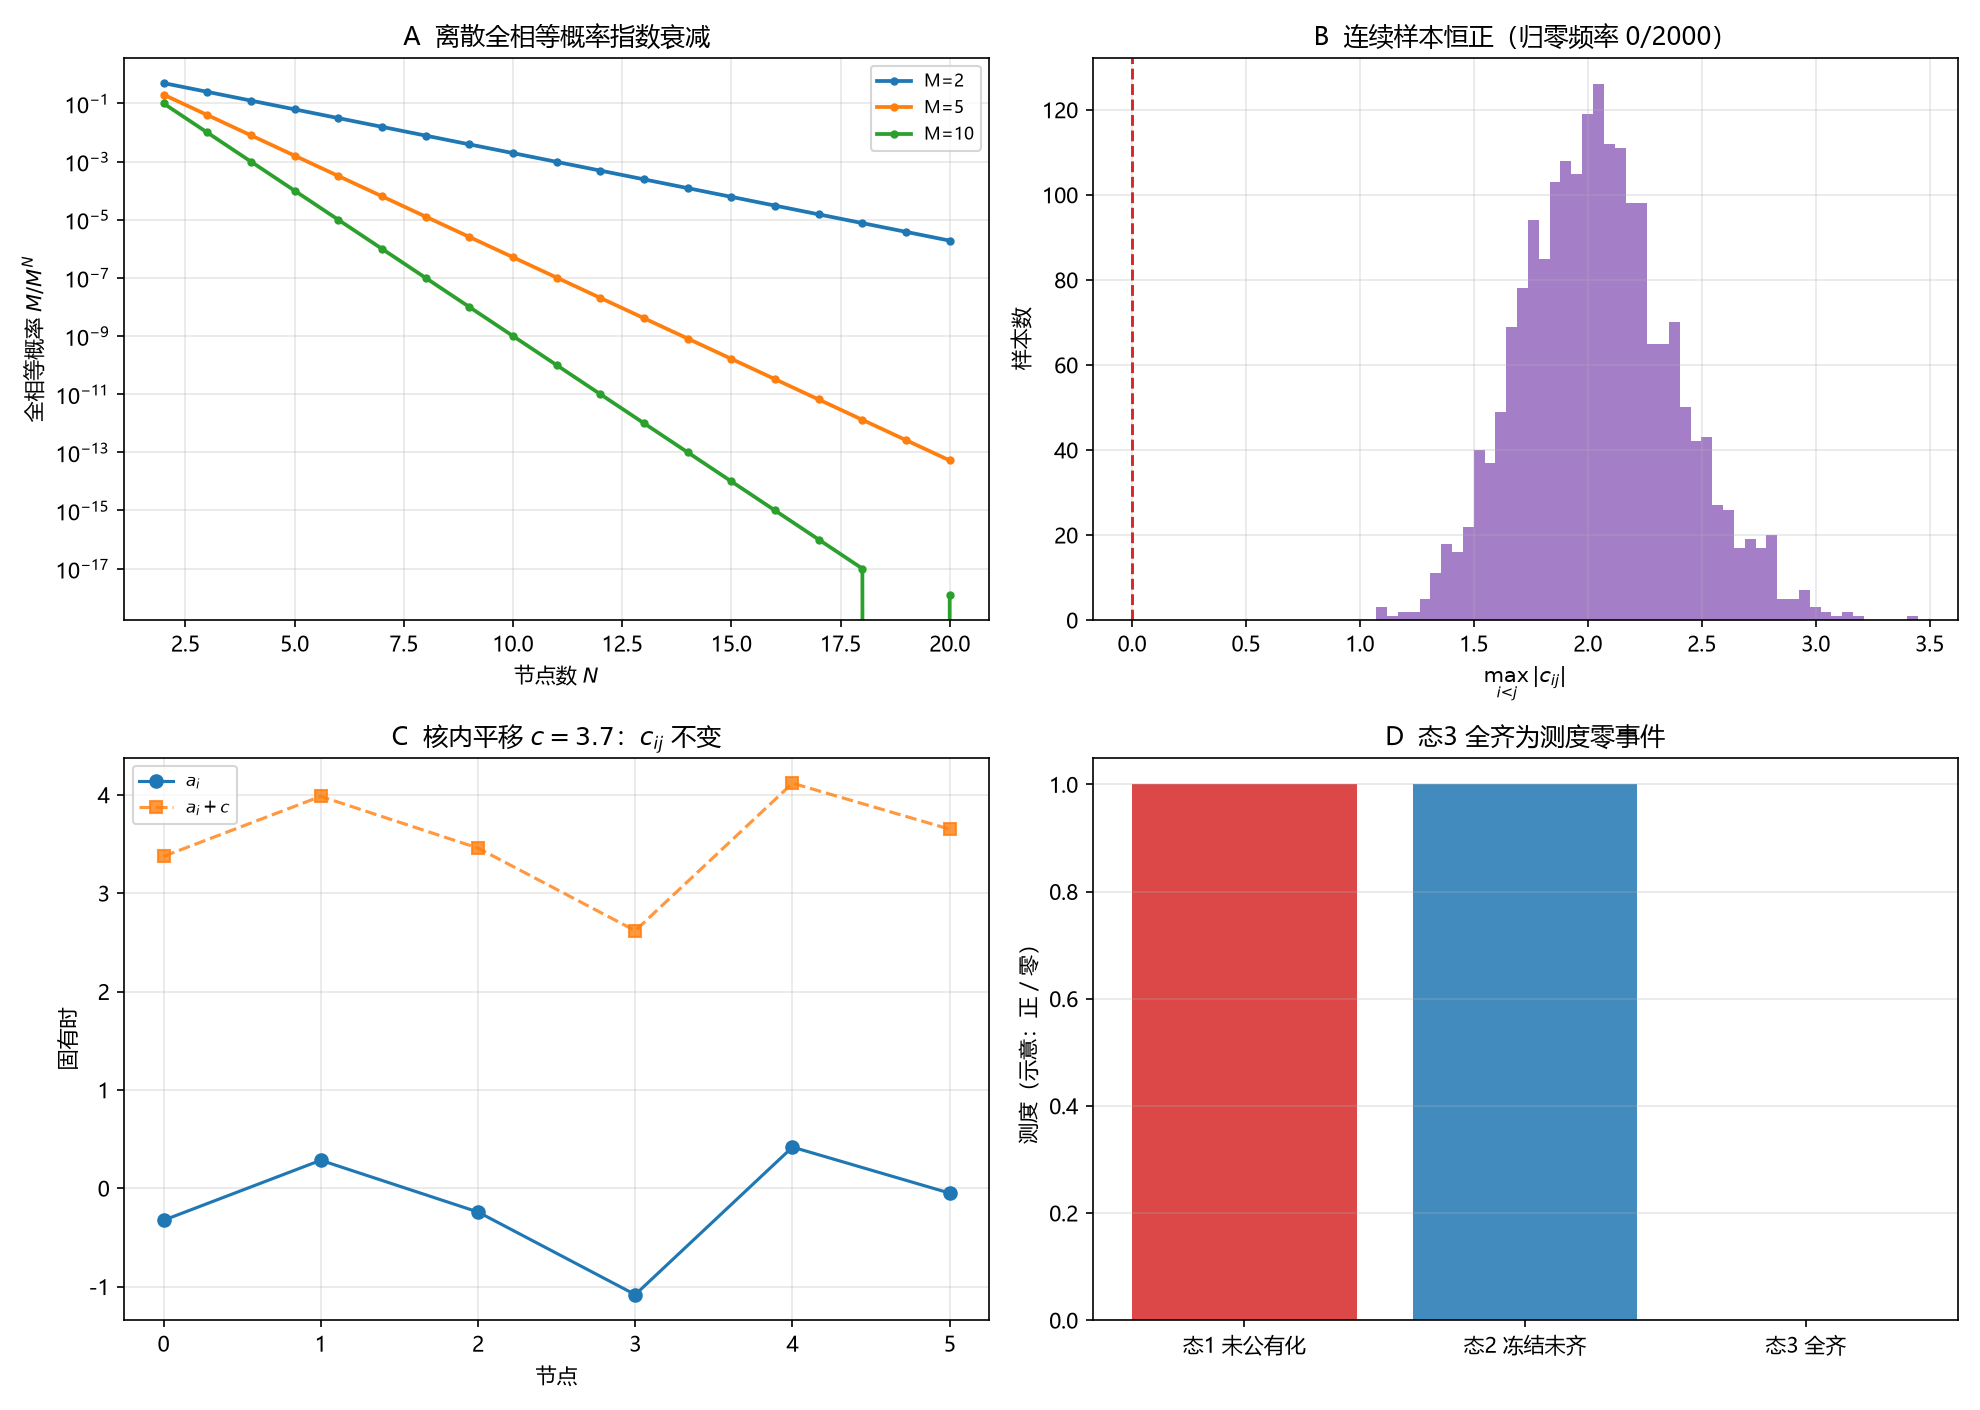 A 离散全相等概率指数衰减
全相等概率 M/M^N
10⁻¹
10⁻³
10⁻⁵
10⁻⁷
10⁻⁹
10⁻¹¹
10⁻¹³
10⁻¹⁵
10⁻¹⁷
M=2
M=5
M=10
2.5 5.0 7.5 10.0 12.5 15.0 17.5 20.0
节点数 N
B 连续样本恒正（归零频率 0/2000）
样本数
120
100
80
60
40
20
0
0.0 0.5 1.0 1.5 2.0 2.5 3.0 3.5
max |c_{ij}|
i<j
C 核内平移 c = 3.7：c_{ij} 不变
固有时
a_i
a_i + c
4
3
2
1
0
-1
0 1 2 3 4 5
节点
D 态3 全齐为测度零事件
测度（示意：正 / 零）
1.0
0.8
0.6
0.4
0.2
0.0
态1 未公有化 态2 冻结未齐 态3 全齐